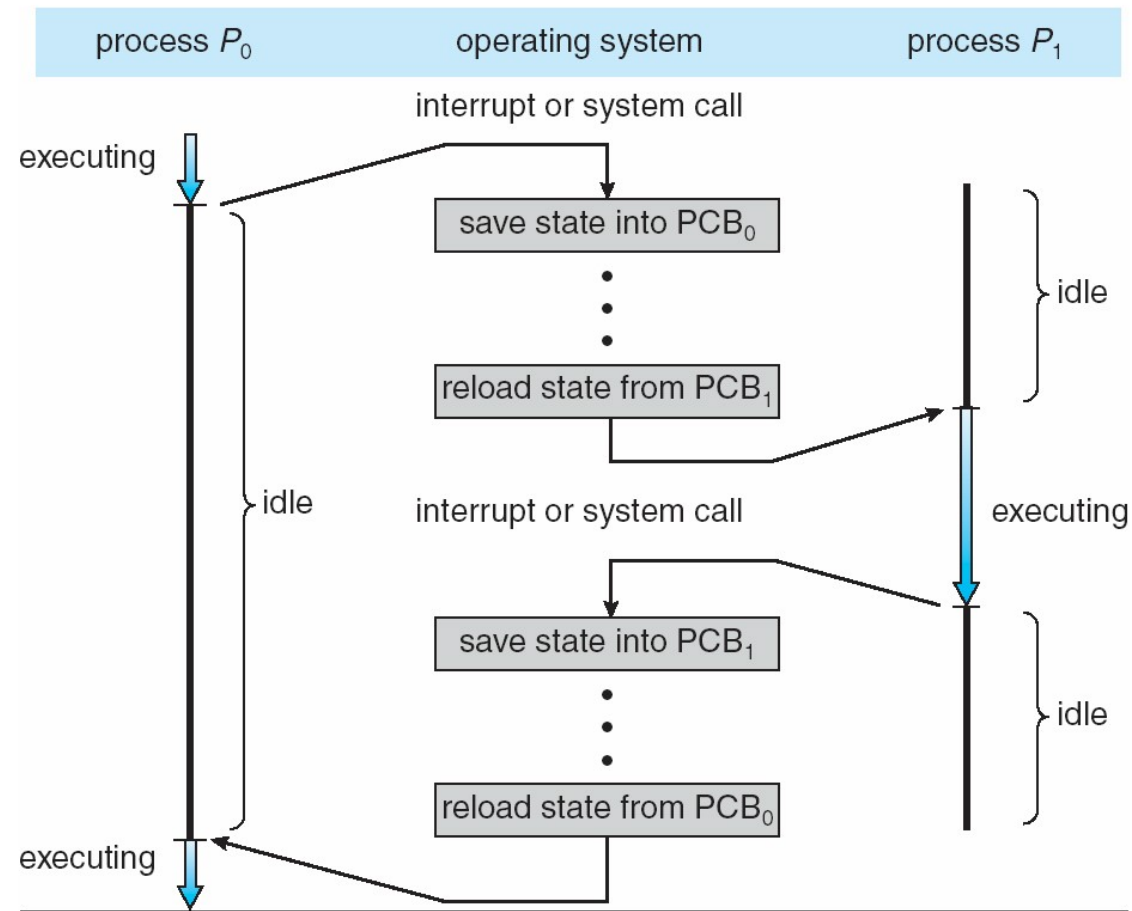 process P₀ operating system process P₁
interrupt or system call
executing
save state into PCB₀
idle
reload state from PCB₁
idle
interrupt or system call
executing
save state into PCB₁
idle
reload state from PCB₀
executing